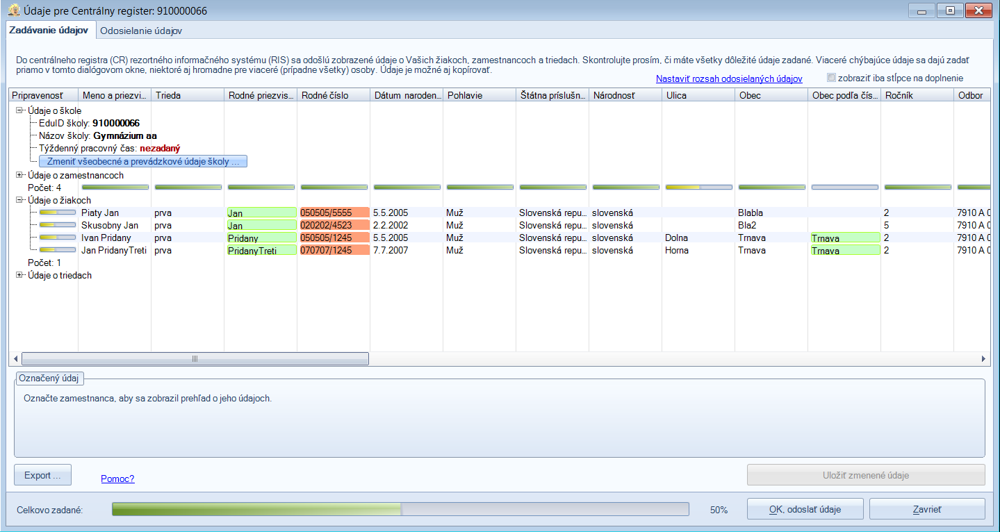 Údaje pre Centrálny register: 910000066
Zadávanie údajov Odosielanie údajov
Do centrálneho registra (CR) rezortného informačného systému (RIS) sa odošlú zobrazené údaje o Vašich žiakoch, zamestnancoch a triedach. Skontrolujte prosím, či máte všetky dôležité údaje zadané. Viaceré chýbajúce údaje sa dajú zadať
priamo v tomto dialógovom okne, niektoré aj hromadne pre viaceré (prípadne všetky) osoby. Údaje je možné aj kopírovať.
Nastaviť rozsah odosielaných údajov zobraziť iba stĺpce na doplnenie
Pripravenosť Meno a priezvi... Trieda Rodné priezvis... Rodné číslo Dátum naroden... Pohlavie Štátna príslušn... Národnosť Ulica Obec Obec podľa čís... Ročník Odbor
Údaje o škole
EduID školy: 910000066
Názov školy: Gymnázium aa
Týždenný pracovný čas: nezadaný
Zmeniť všeobecné a prevádzkové údaje školy ...
Údaje o zamestnancoch
Počet: 4
Údaje o žiakoch
Piaty Jan prva Jan 050505/5555 5.5.2005 Muž Slovenská repu... slovenská Blabla 2 7910 A 0
Skusobny Jan prva Jan 020202/4523 2.2.2002 Muž Slovenská repu... slovenská Bla2 5 7910 A 0
Ivan Pridany prva Pridany 050505/1245 5.5.2005 Muž Slovenská repu... slovenská Dolna Trnava Trnava 2 7910 A 0
Jan PridanyTreti prva PridanyTreti 070707/1245 7.7.2007 Muž Slovenská repu... slovenská Horna Trnava Trnava 2 7910 A 0
Počet: 1
Údaje o triedach
Označený údaj
Označte zamestnanca, aby sa zobrazil prehľad o jeho údajoch.
Export ... Pomoc? Uložiť zmenené údaje
Celkovo zadané: 50% OK, odoslať údaje Zavrieť